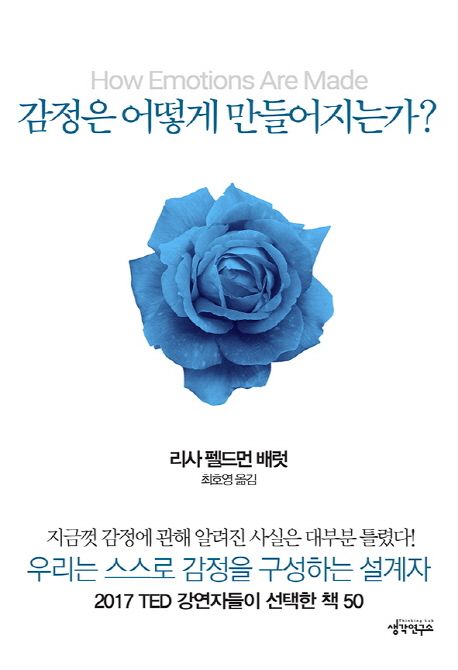 How Emotions Are Made
감정은 어떻게 만들어지는가?
리사 펠드먼 배럿
최호영 옮김
지금껏 감정에 관해 알려진 사실은 대부분 틀렸다!
우리는 스스로 감정을 구성하는 설계자
2017 TED 강연자들이 선택한 책 50
Thinking Lab
생각연구소